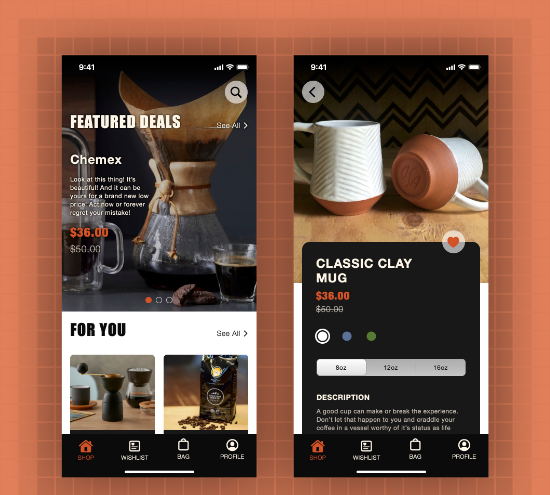 9:41
FEATURED DEALS
See All
Chemex
Look at this thing! It's
beautiful! And it can be
yours for a brand new low
price. Act now or forever
regret your mistake!
$36.00
$50.00
FOR YOU
See All
SHOP
WISHLIST
BAG
PROFILE
9:41
CLASSIC CLAY
MUG
$36.00
$50.00
8oz
12oz
16oz
DESCRIPTION
A good cup can make or break the experience.
Don't let that happen to you and craddle your
coffee in a vessel worthy of it's status as life
SHOP
WISHLIST
BAG
PROFILE